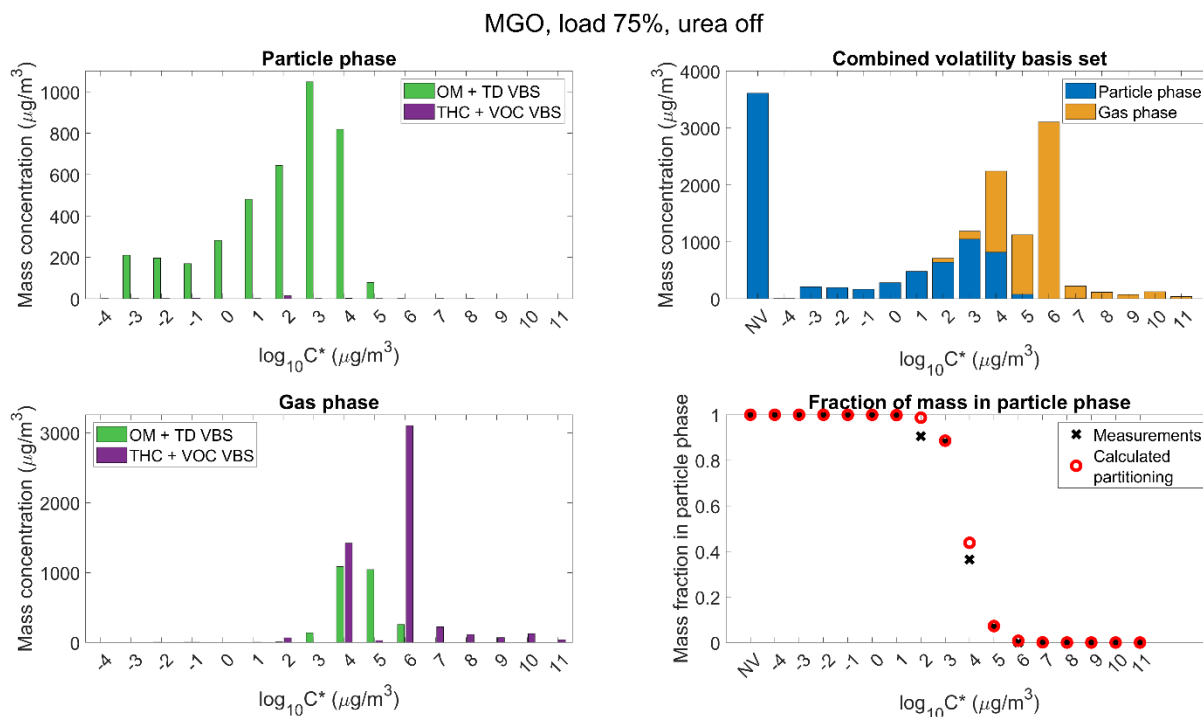 MGO, load 75%, urea off
Particle phase
Mass concentration (μg/m³)
1000
800
600
400
200
0
OM + TD VBS
THC + VOC VBS
-4 -3 -2 -1 0 1 2 3 4 5 6 7 8 9 10 11
log₁₀C* (μg/m³)
Combined volatility basis set
Mass concentration (μg/m³)
4000
3000
2000
1000
0
Particle phase
Gas phase
NV -4 -3 -2 -1 0 1 2 3 4 5 6 7 8 9 10 11
log₁₀C* (μg/m³)
Gas phase
Mass concentration (μg/m³)
3000
2000
1000
0
OM + TD VBS
THC + VOC VBS
-4 -3 -2 -1 0 1 2 3 4 5 6 7 8 9 10 11
log₁₀C* (μg/m³)
Fraction of mass in particle phase
Mass fraction in particle phase
1
0.8
0.6
0.4
0.2
0
Measurements
Calculated
partitioning
NV -4 -3 -2 -1 0 1 2 3 4 5 6 7 8 9 10 11
log₁₀C* (μg/m³)